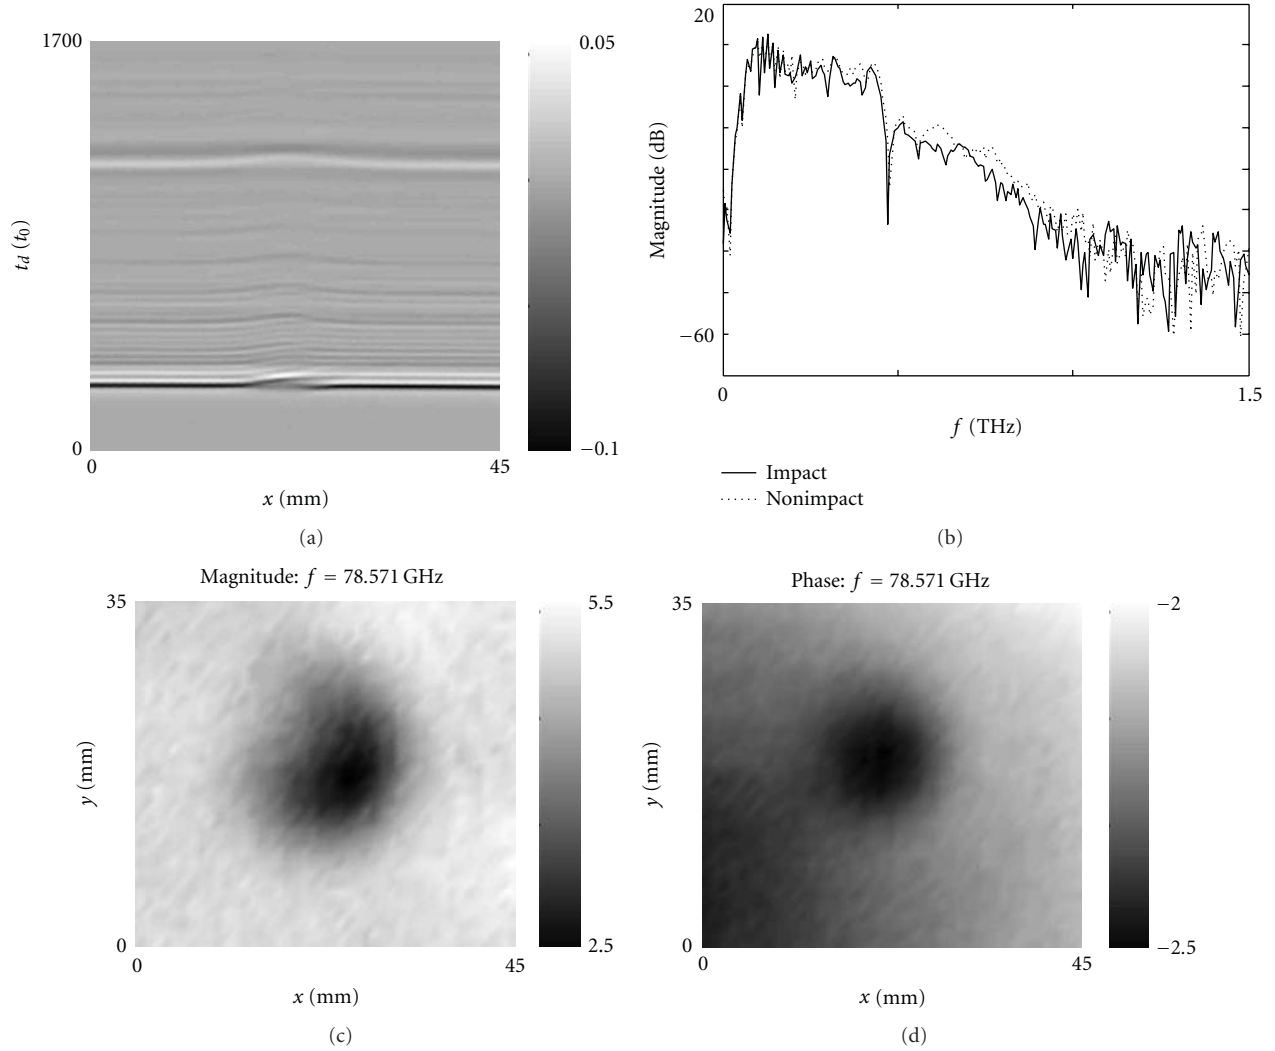 1700
0.05
t_d (t_0)
0
−0.1
0
45
x (mm)
(a)
20
Magnitude (dB)
−60
0
1.5
f (THz)
Impact
Nonimpact
(b)
Magnitude: f = 78.571 GHz
35
5.5
y (mm)
0
2.5
0
45
x (mm)
(c)
Phase: f = 78.571 GHz
35
−2
y (mm)
0
−2.5
0
45
x (mm)
(d)